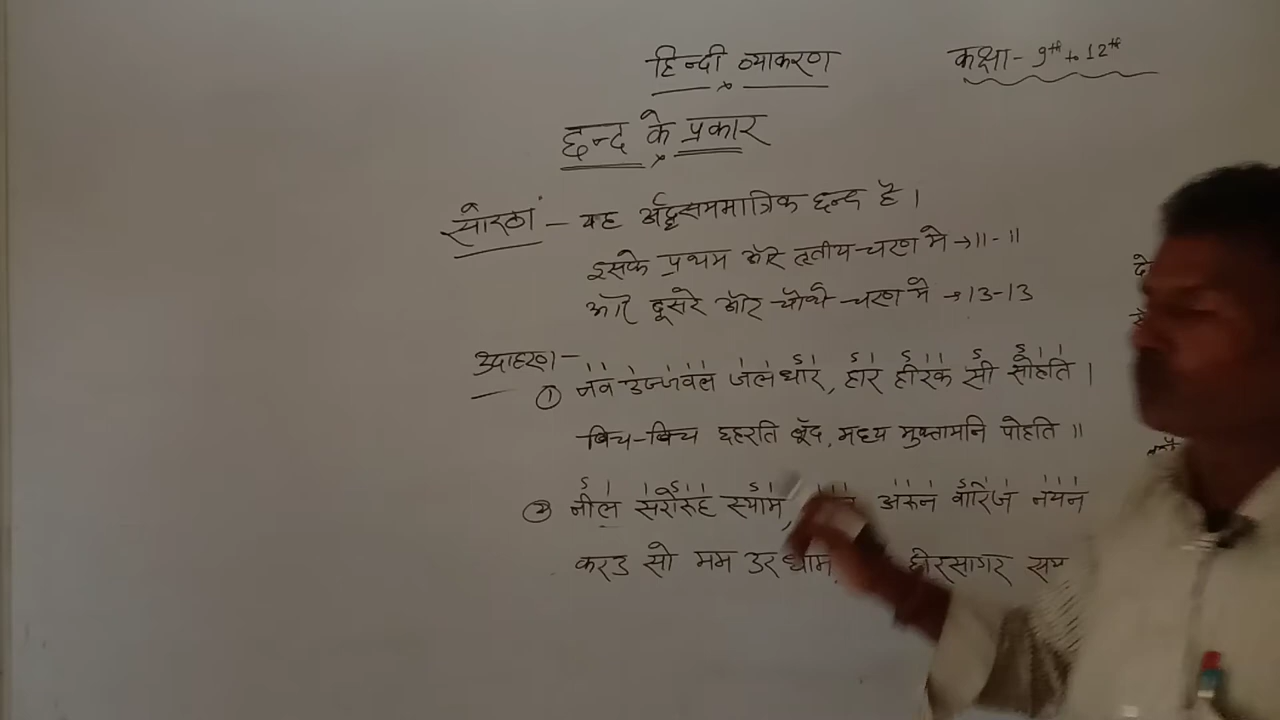 हिन्दी व्याकरण
कक्षा- 9th to 12th
छन्द के प्रकार
सोरठा - यह अर्द्धसममात्रिक छन्द है।
इसके प्रथम और तृतीय चरण मे → 11-11
और दूसरे और चौथे चरण मे → 13-13
उदाहरण -
① नव उज्जवल जलधार, हार हीरक सी सोहति।
बिच-बिच छहरति बूँद, मध्य मुक्तामनि पोहति॥
② नील सरोरुह स्याम, अरुन वारिज नयन
करउ सो मम उर धाम, छीरसागर सय